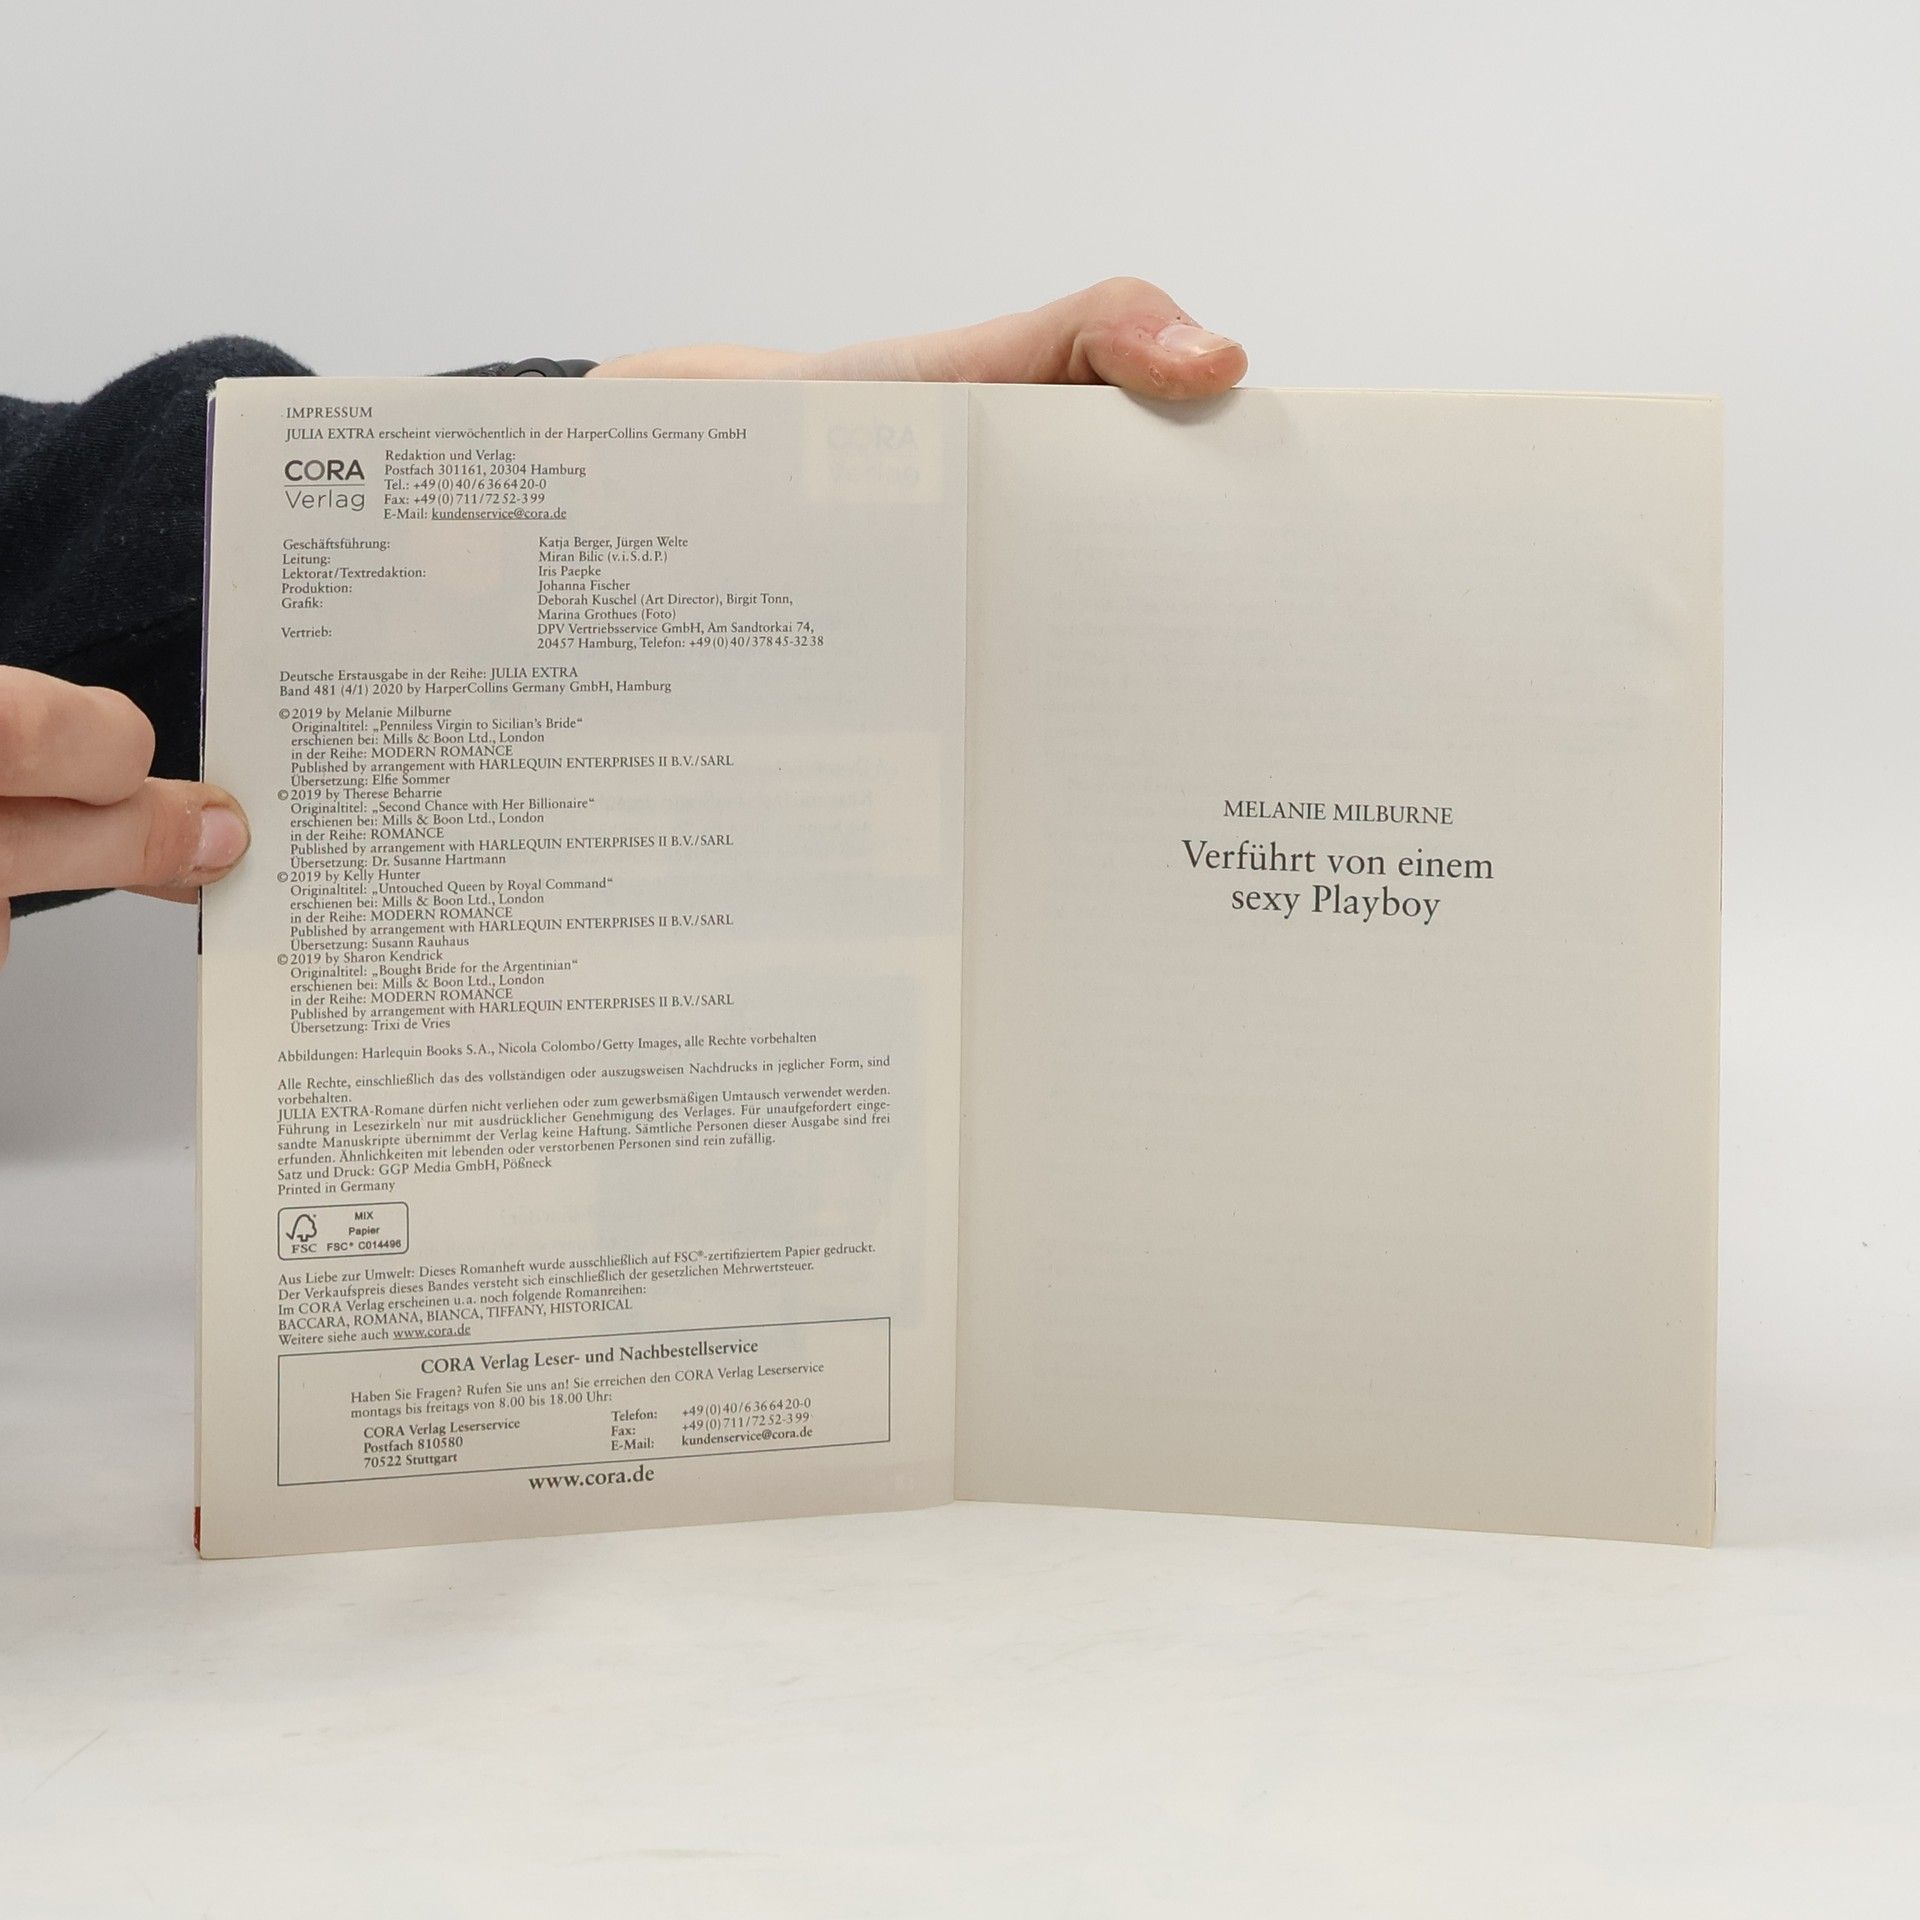 IMPRESSUM
JULIA EXTRA erscheint vierwöchentlich in der HarperCollins Germany GmbH
CORA
Verlag
Redaktion und Verlag:
Postfach 301161, 20304 Hamburg
Tel.: +49(0)40/6366420-0
Fax: +49(0)711/7252-399
E-Mail: kundenservice@cora.de
Geschäftsführung: Katja Berger, Jürgen Welte
Leitung: Miran Bilic (v.i.S.d.P.)
Lektorat/Textredaktion: Iris Paepke
Produktion: Johanna Fischer
Grafik: Deborah Kuschel (Art Director), Birgit Tonn,
Marina Grothues (Foto)
Vertrieb: DPV Vertriebsservice GmbH, Am Sandtorkai 74,
20457 Hamburg, Telefon: +49(0)40/37845-3238
Deutsche Erstausgabe in der Reihe: JULIA EXTRA
Band 481 (4/1) 2020 by HarperCollins Germany GmbH, Hamburg
©2019 by Melanie Milburne
Originaltitel: „Penniless Virgin to Sicilian's Bride“
erschienen bei: Mills & Boon Ltd., London
in der Reihe: MODERN ROMANCE
Published by arrangement with HARLEQUIN ENTERPRISES II B.V./SARL
Übersetzung: Elfie Sommer
©2019 by Therese Beharrie
Originaltitel: „Second Chance with Her Billionaire“
erschienen bei: Mills & Boon Ltd., London
in der Reihe: ROMANCE
Published by arrangement with HARLEQUIN ENTERPRISES II B.V./SARL
Übersetzung: Dr. Susanne Hartmann
©2019 by Kelly Hunter
Originaltitel: „Untouched Queen by Royal Command“
erschienen bei: Mills & Boon Ltd., London
in der Reihe: MODERN ROMANCE
Published by arrangement with HARLEQUIN ENTERPRISES II B.V./SARL
Übersetzung: Susann Rauhaus
©2019 by Sharon Kendrick
Originaltitel: „Bought Bride for the Argentinian“
erschienen bei: Mills & Boon Ltd., London
in der Reihe: MODERN ROMANCE
Published by arrangement with HARLEQUIN ENTERPRISES II B.V./SARL
Übersetzung: Trixi de Vries
Abbildungen: Harlequin Books S.A., Nicola Colombo/Getty Images, alle Rechte vorbehalten
Alle Rechte, einschließlich das des vollständigen oder auszugsweisen Nachdrucks in jeglicher Form, sind
vorbehalten.
JULIA EXTRA-Romane dürfen nicht verliehen oder zum gewerbsmäßigen Umtausch verwendet werden.
Führung in Lesezirkeln nur mit ausdrücklicher Genehmigung des Verlages. Für unaufgefordert einge-
sandte Manuskripte übernimmt der Verlag keine Haftung. Sämtliche Personen dieser Ausgabe sind frei
erfunden. Ähnlichkeiten mit lebenden oder verstorbenen Personen sind rein zufällig.
Satz und Druck: GGP Media GmbH, Pößneck
Printed in Germany
FSC
MIX
Papier
FSC® C014496
Aus Liebe zur Umwelt: Dieses Romanheft wurde ausschließlich auf FSC®-zertifiziertem Papier gedruckt.
Der Verkaufspreis dieses Bandes versteht sich einschließlich der gesetzlichen Mehrwertsteuer.
Im CORA Verlag erscheinen u.a. noch folgende Romanreihen:
BACCARA, ROMANA, BIANCA, TIFFANY, HISTORICAL
Weitere siehe auch www.cora.de
CORA Verlag Leser- und Nachbestellservice
Haben Sie Fragen? Rufen Sie uns an! Sie erreichen den CORA Verlag Leserservice
montags bis freitags von 8.00 bis 18.00 Uhr:
CORA Verlag Leserservice
Postfach 810580
70522 Stuttgart
Telefon: +49(0)40/6366420-0
Fax: +49(0)711/7252-399
E-Mail: kundenservice@cora.de
www.cora.de
MELANIE MILBURNE
Verführt von einem
sexy Playboy